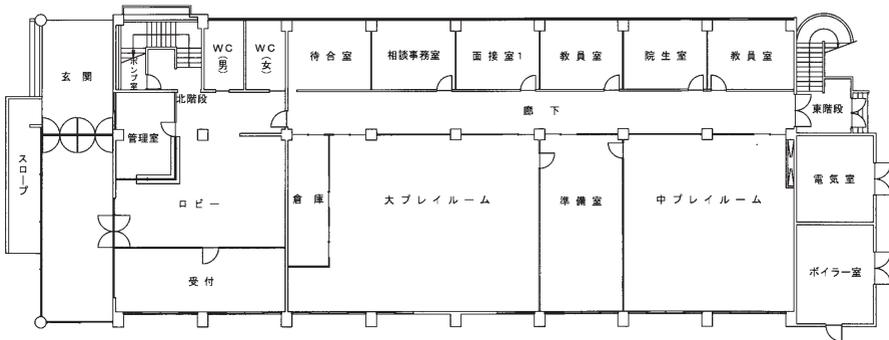 玄関
ポンプ室
WC
(男)
WC
(女)
待合室
相談事務室
面接室1
教員室
院生室
教員室
北階段
廊下
東階段
管理室
スロープ
ロビー
倉庫
大プレイルーム
準備室
中プレイルーム
電気室
受付
ボイラー室